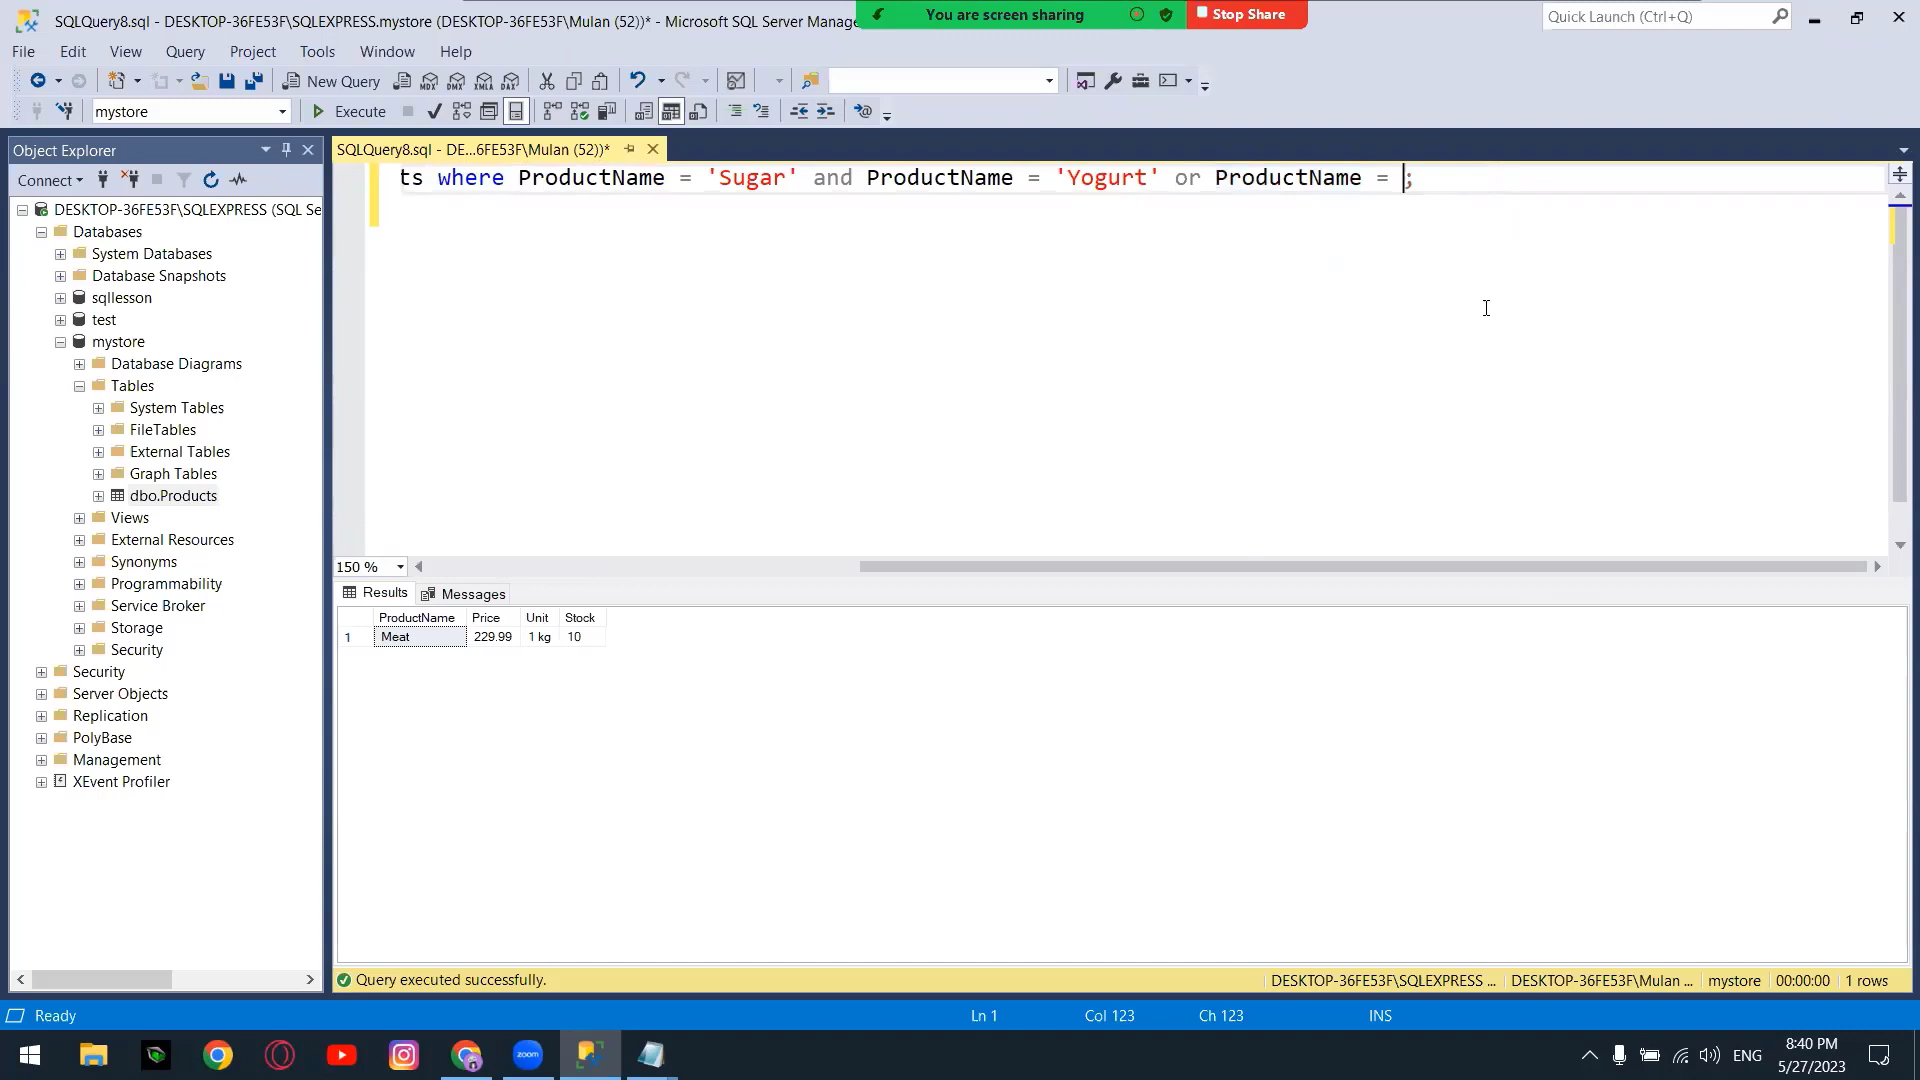 SQLQuery8.sql - DESKTOP-36FE53F\SQLEXPRESS.mystore (DESKTOP-36FE53F\Mulan (52))* - Microsoft SQL Server Manage
You are screen sharing
Stop Share
Quick Launch (Ctrl+Q)
File Edit View Query Project Tools Window Help
New Query
MDX DMX XMLA DAX
mystore
Execute
Object Explorer
SQLQuery8.sql - DE...6FE53F\Mulan (52))*
Connect
ts where ProductName = 'Sugar' and ProductName = 'Yogurt' or ProductName = ;
DESKTOP-36FE53F\SQLEXPRESS (SQL Se
Databases
System Databases
Database Snapshots
sqllesson
test
mystore
Database Diagrams
Tables
System Tables
FileTables
External Tables
Graph Tables
dbo.Products
Views
External Resources
Synonyms
Programmability
Service Broker
Storage
Security
Security
Server Objects
Replication
PolyBase
Management
XEvent Profiler
150 %
Results Messages
ProductName Price Unit Stock
1 Meat 229.99 1 kg 10
Query executed successfully.
DESKTOP-36FE53F\SQLEXPRESS ... DESKTOP-36FE53F\Mulan ... mystore 00:00:00 1 rows
Ready
Ln 1 Col 123 Ch 123 INS
zoom
ENG
8:40 PM
5/27/2023